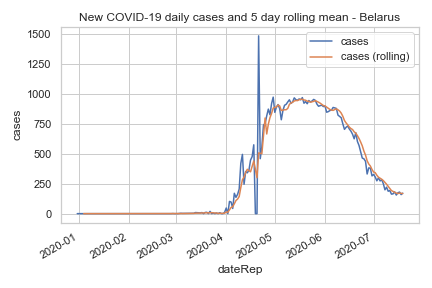 New COVID-19 daily cases and 5 day rolling mean - Belarus
cases
cases (rolling)
1500
1250
1000
750
500
250
0
cases
2020-01
2020-02
2020-03
2020-04
2020-05
2020-06
2020-07
dateRep